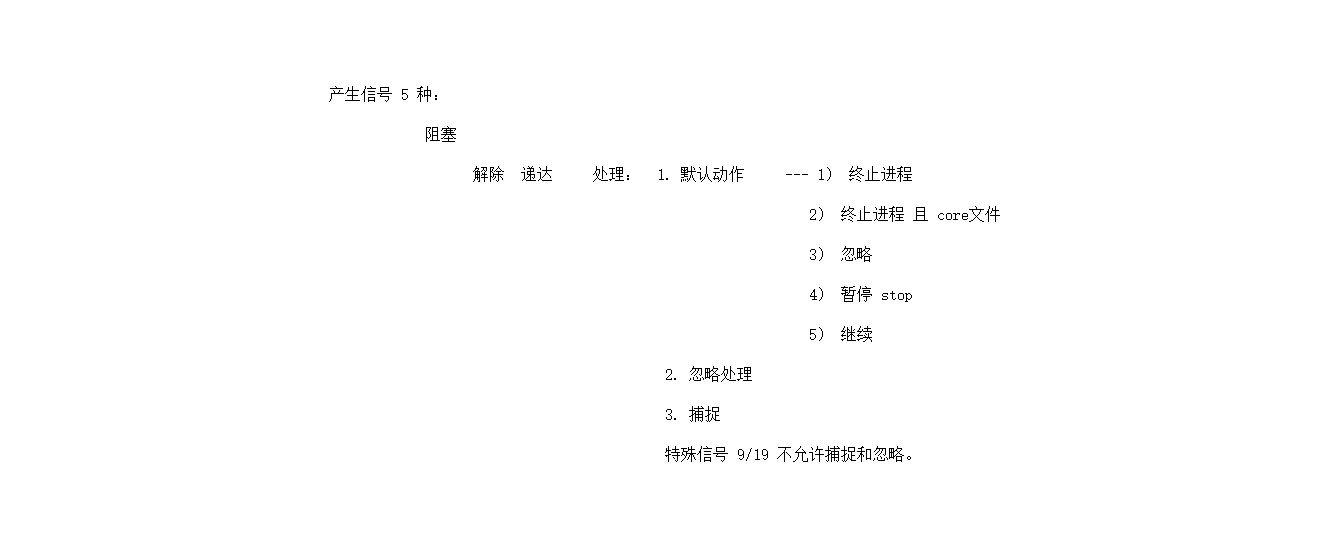 产生信号 5 种：
阻塞
解除 递达 处理： 1. 默认动作 --- 1） 终止进程
2） 终止进程 且 core文件
3） 忽略
4） 暂停 stop
5） 继续
2. 忽略处理
3. 捕捉
特殊信号 9/19 不允许捕捉和忽略。